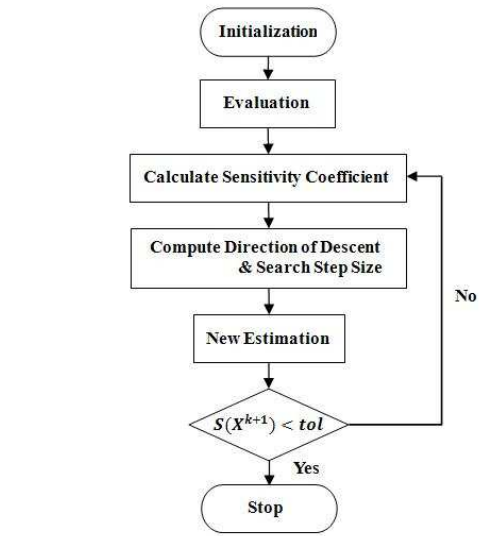 Initialization
Evaluation
Calculate Sensitivity Coefficient
Compute Direction of Descent
& Search Step Size
No
New Estimation
S(X^{k+1}) < tol
Yes
Stop